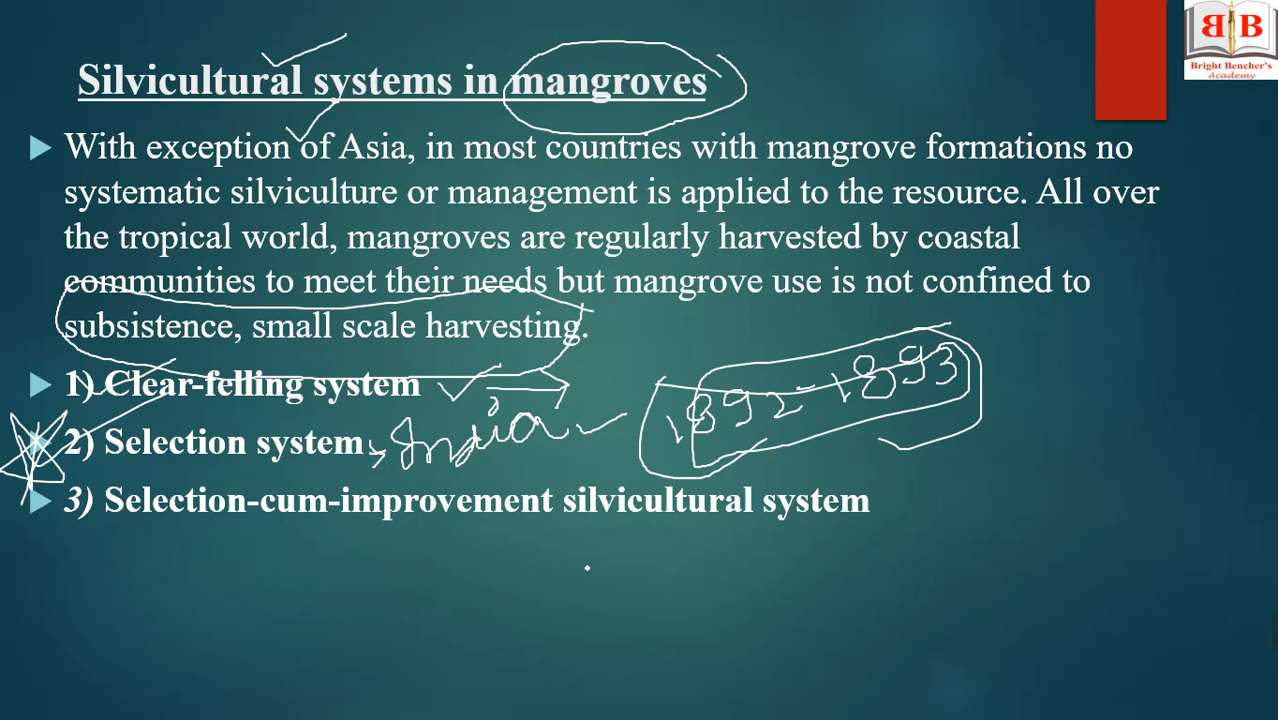 BB
Bright Bencher's
Academy
Silvicultural systems in mangroves
With exception of Asia, in most countries with mangrove formations no
systematic silviculture or management is applied to the resource. All over
the tropical world, mangroves are regularly harvested by coastal
communities to meet their needs but mangrove use is not confined to
subsistence, small scale harvesting.
1) Clear-felling system
2) Selection system India 1892-1893
3) Selection-cum-improvement silvicultural system